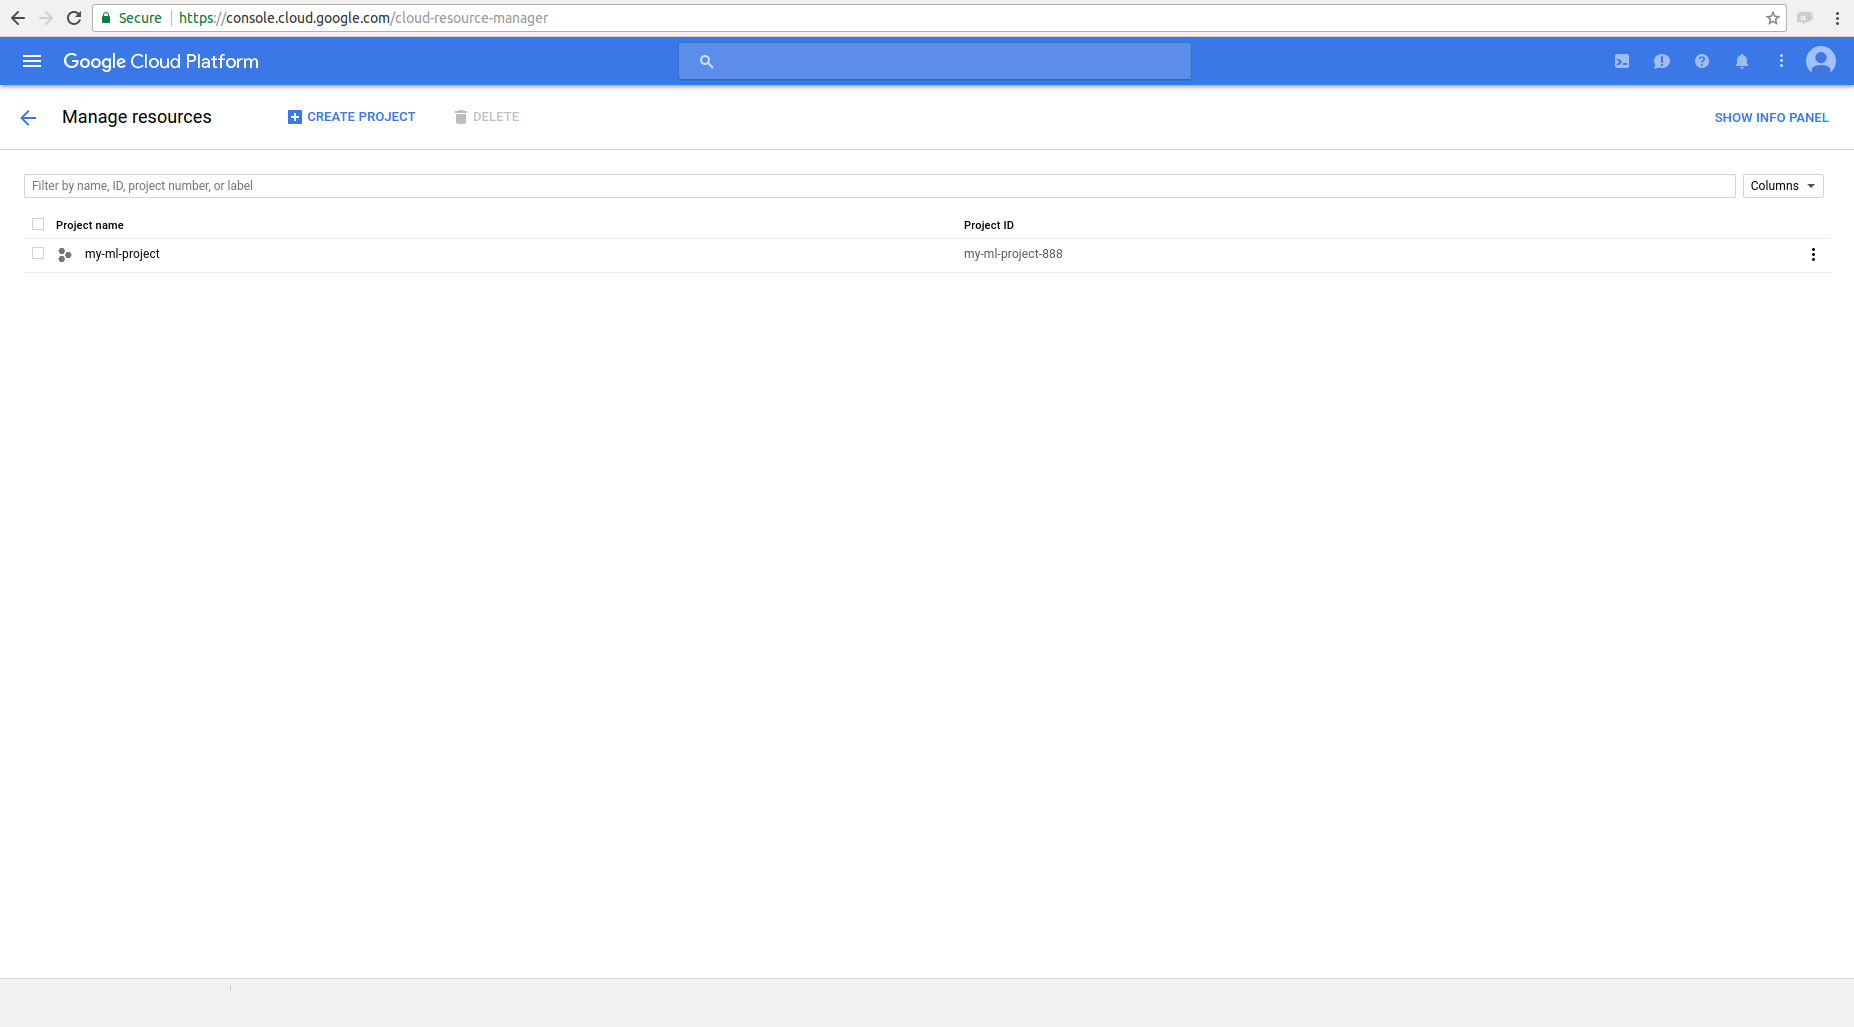 Secure https://console.cloud.google.com/cloud-resource-manager
Google Cloud Platform
Manage resources CREATE PROJECT DELETE SHOW INFO PANEL
Filter by name, ID, project number, or label Columns
Project name Project ID
my-ml-project my-ml-project-888